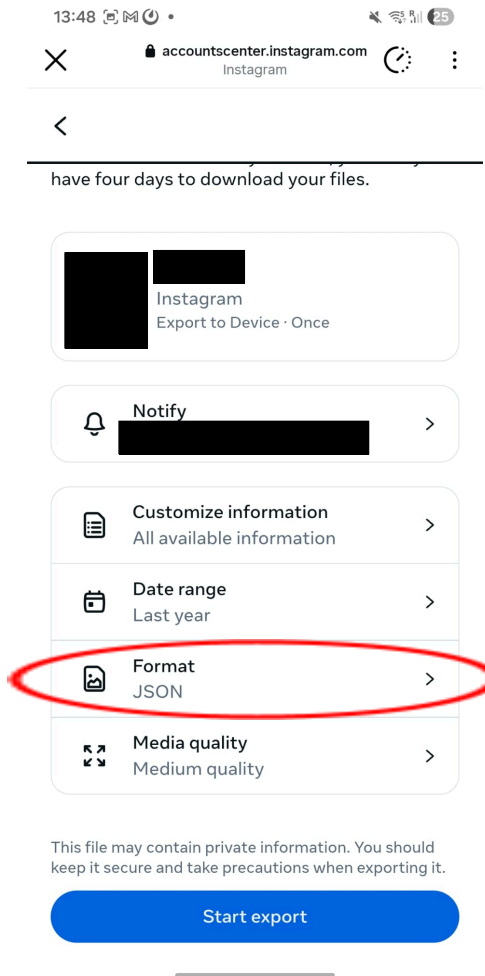 13:48
25
accountscenter.instagram.com
Instagram
have four days to download your files.
Instagram
Export to Device · Once
Notify
Customize information
All available information
Date range
Last year
Format
JSON
Media quality
Medium quality
This file may contain private information. You should
keep it secure and take precautions when exporting it.
Start export